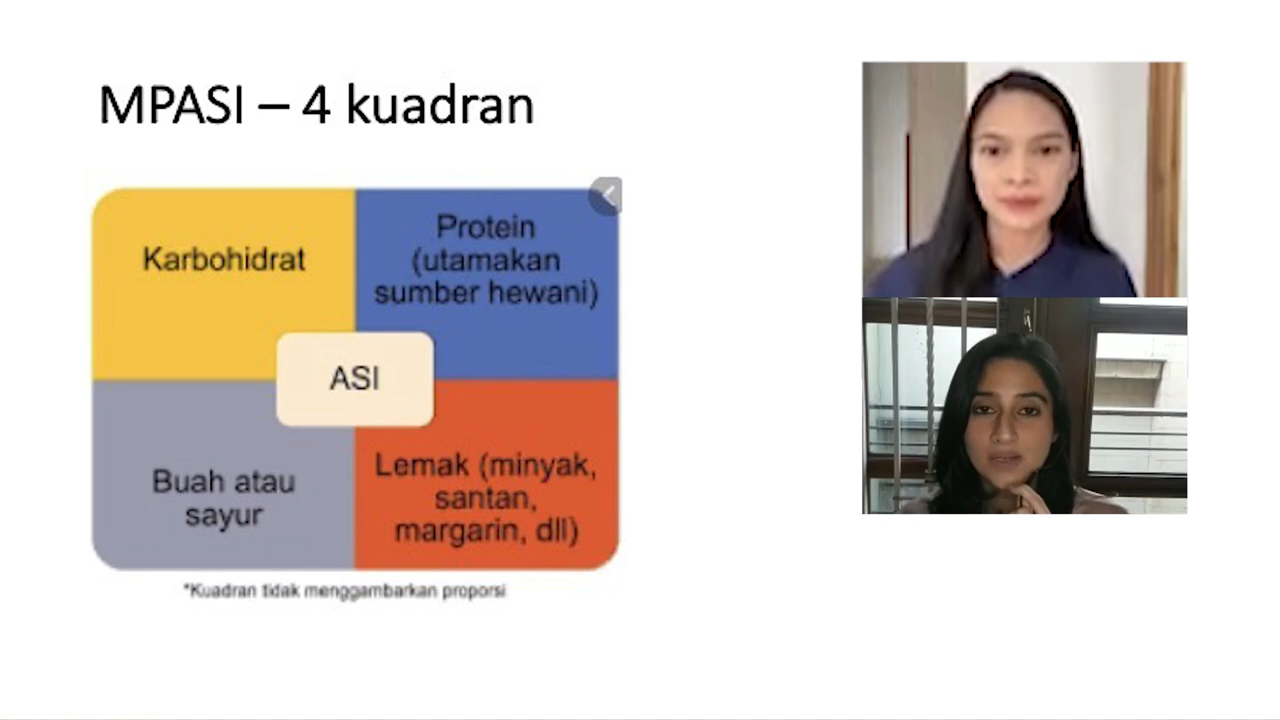 MPASI – 4 kuadran
Karbohidrat
Protein
(utamakan
sumber hewani)
ASI
Buah atau
sayur
Lemak (minyak,
santan,
margarin, dll)
*Kuadran tidak menggambarkan proporsi